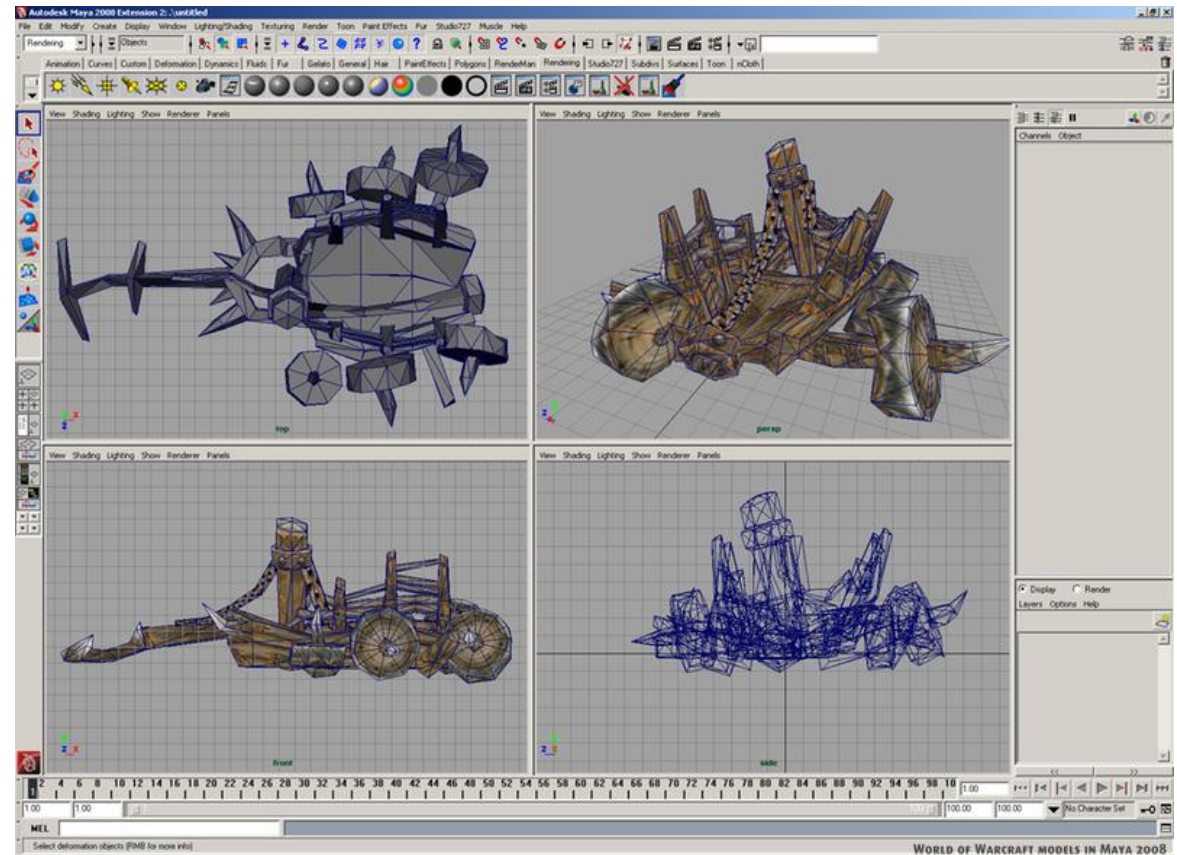 Autodesk Maya 2008 Extension 2: .\untitled
File Edit Modify Create Display Window Lighting/Shading Texturing Render Toon Paint Effects Fur Studio727 Muscle Help
Rendering Objects
Animation Curves Custom Deformation Dynamics Fluids Fur Gelato General Hair PaintEffects Polygons RenderMan Rendering Studio727 Subdivs Surfaces Toon nCloth
View Shading Lighting Show Renderer Panels
View Shading Lighting Show Renderer Panels
Channels Object
top
persp
View Shading Lighting Show Renderer Panels
View Shading Lighting Show Renderer Panels
Display Render
Layers Options Help
front
side
2 4 6 8 10 12 14 16 18 20 22 24 26 28 30 32 34 36 38 40 42 44 46 48 50 52 54 56 58 60 62 64 66 68 70 72 74 76 78 80 82 84 86 88 90 92 94 96 98 10 1.00
1.00 1.00 100.00 100.00 No Character Set
MEL
Select deformation objects (RMB for more info)
WORLD OF WARCRAFT MODELS IN MAYA 2008